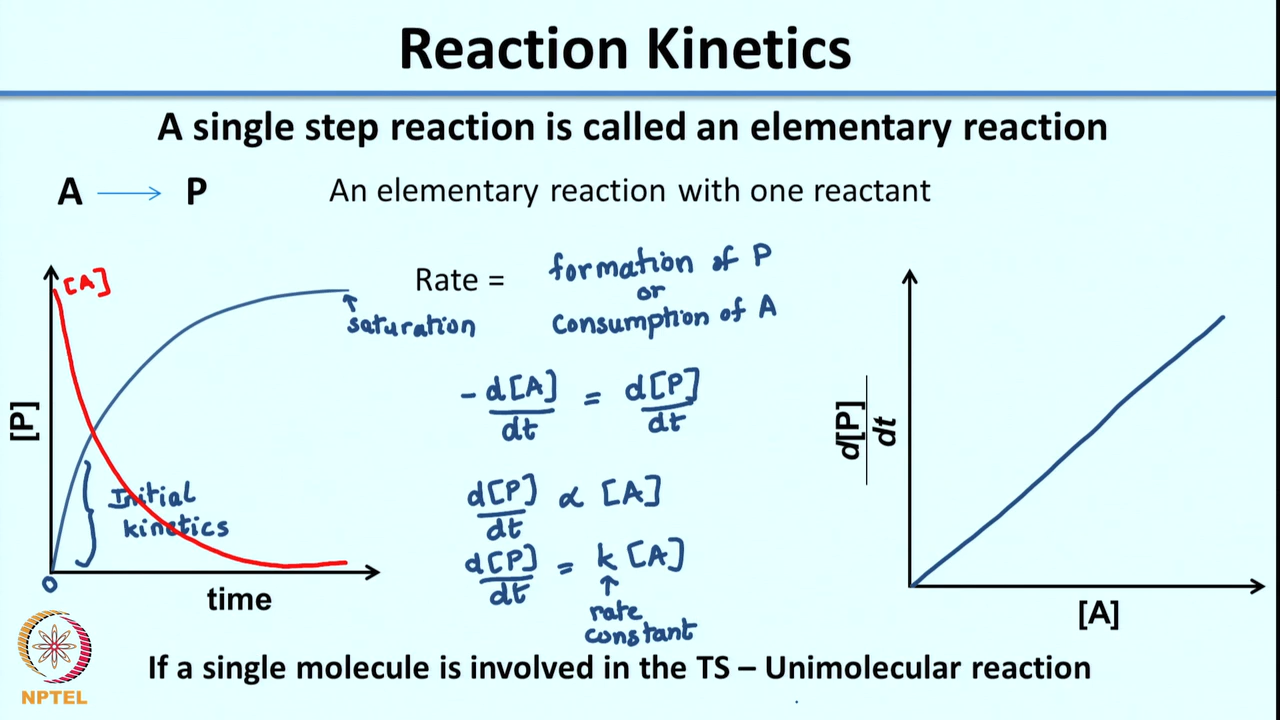 Reaction Kinetics
A single step reaction is called an elementary reaction
A → P
An elementary reaction with one reactant
[A]
[P]
saturation
Initial
kinetics
0
time
Rate =
formation of P
or
Consumption of A
-d[A]/dt = d[P]/dt
d[P]/dt ∝ [A]
d[P]/dt = k [A]
↑
rate
constant
d[P]/dt
[A]
If a single molecule is involved in the TS – Unimolecular reaction
NPTEL